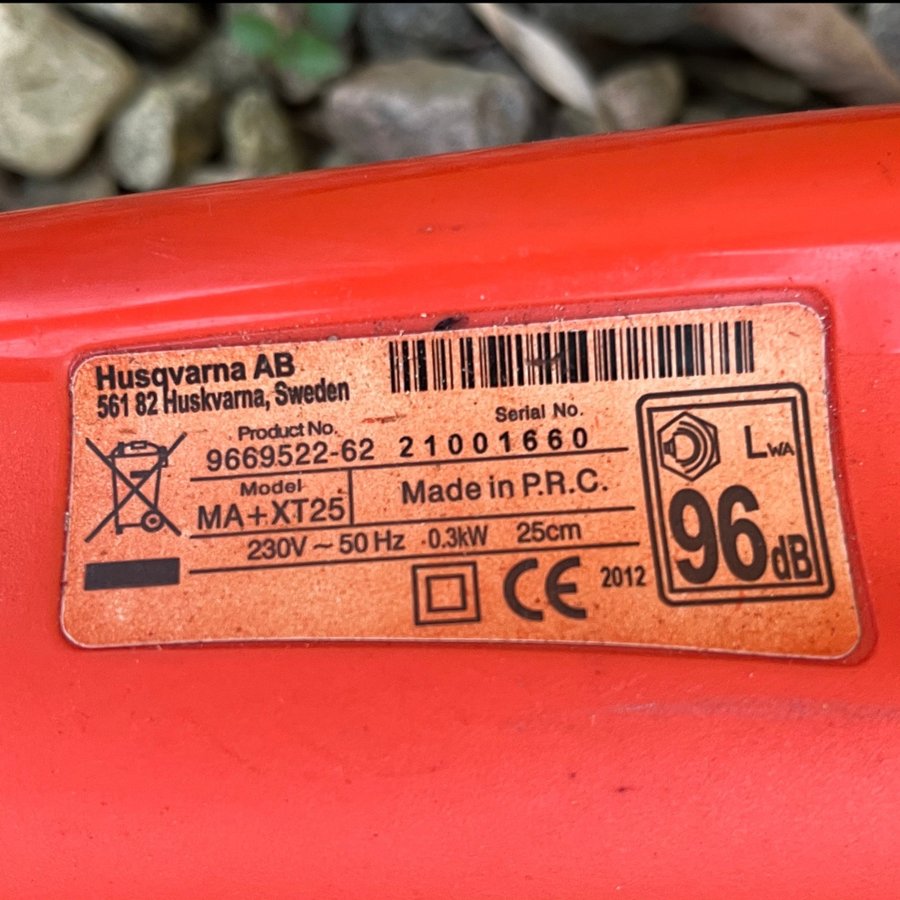 Husqvarna AB
561 82 Huskvarna, Sweden
Product No.
9669522-62
Serial No.
21001660
Model
MA+XT25
Made in P.R.C.
230V ~ 50 Hz 0.3kW 25cm
CE 2012
LWA
96dB